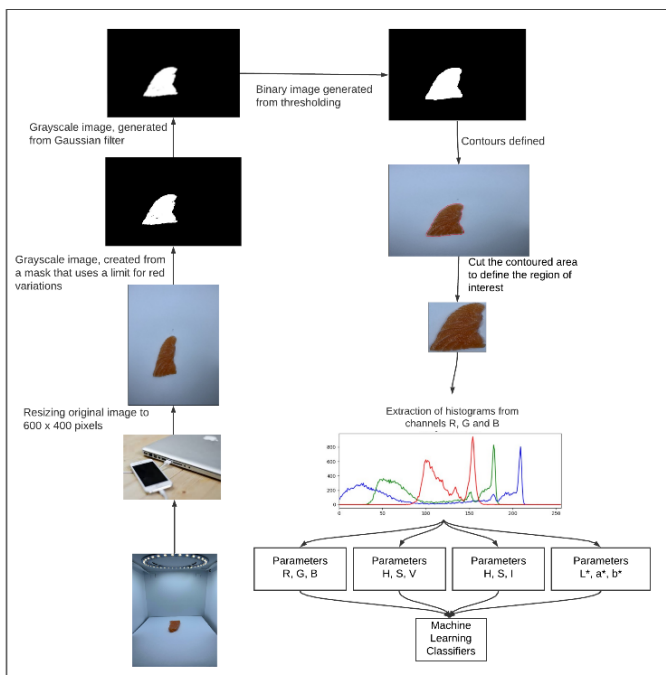 Binary image generated
from thresholding
Grayscale image, generated
from Gaussian filter
Contours defined
Grayscale image, created from
a mask that uses a limit for red
variations
Cut the contoured area
to define the region of
interest
Resizing original image to
600 x 400 pixels
Extraction of histograms from
channels R, G and B
800
600
400
200
0
0 50 100 150 200 250
Parameters
R, G, B
Parameters
H, S, V
Parameters
H, S, I
Parameters
L*, a*, b*
Machine
Learning
Classifiers